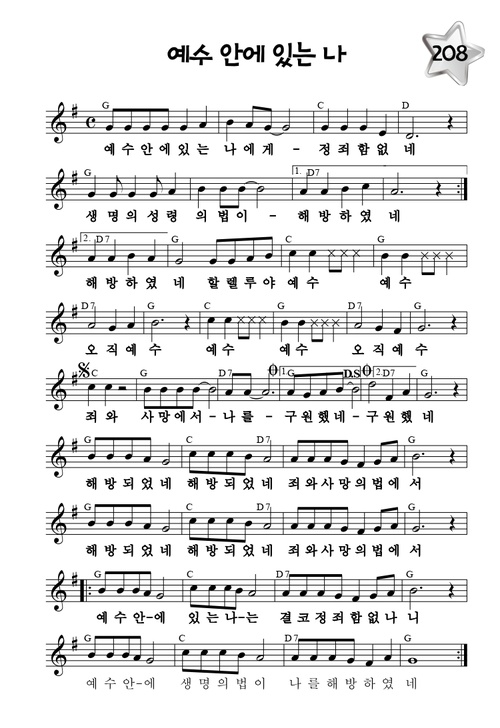 예수 안에 있는 나
208
G C D
예수안에있는 나에게 - 정죄함없 네
G 1. D7
생 명의성령 의법이 - 해방하였 네
2. D7 G C G
해방하였 네 할렐루야 예수 예수
D7 G C G D7 G
오직예 수 예수 예수 오직예 수
C G D7 1. G D.S 2. D7 G
죄와 사망에서-나를-구원했네-구원했 네
G C D7 G
해방되었네 해방되었네 죄와사망의법에 서
G C D7 G
해방되었네 해방되었네 죄와사망의법에 서
G C D7 G
예수안-에 있는나-는 결코정죄함없나 니
G C D7 G
예수안-에 생명의법이 나를해방하였 네